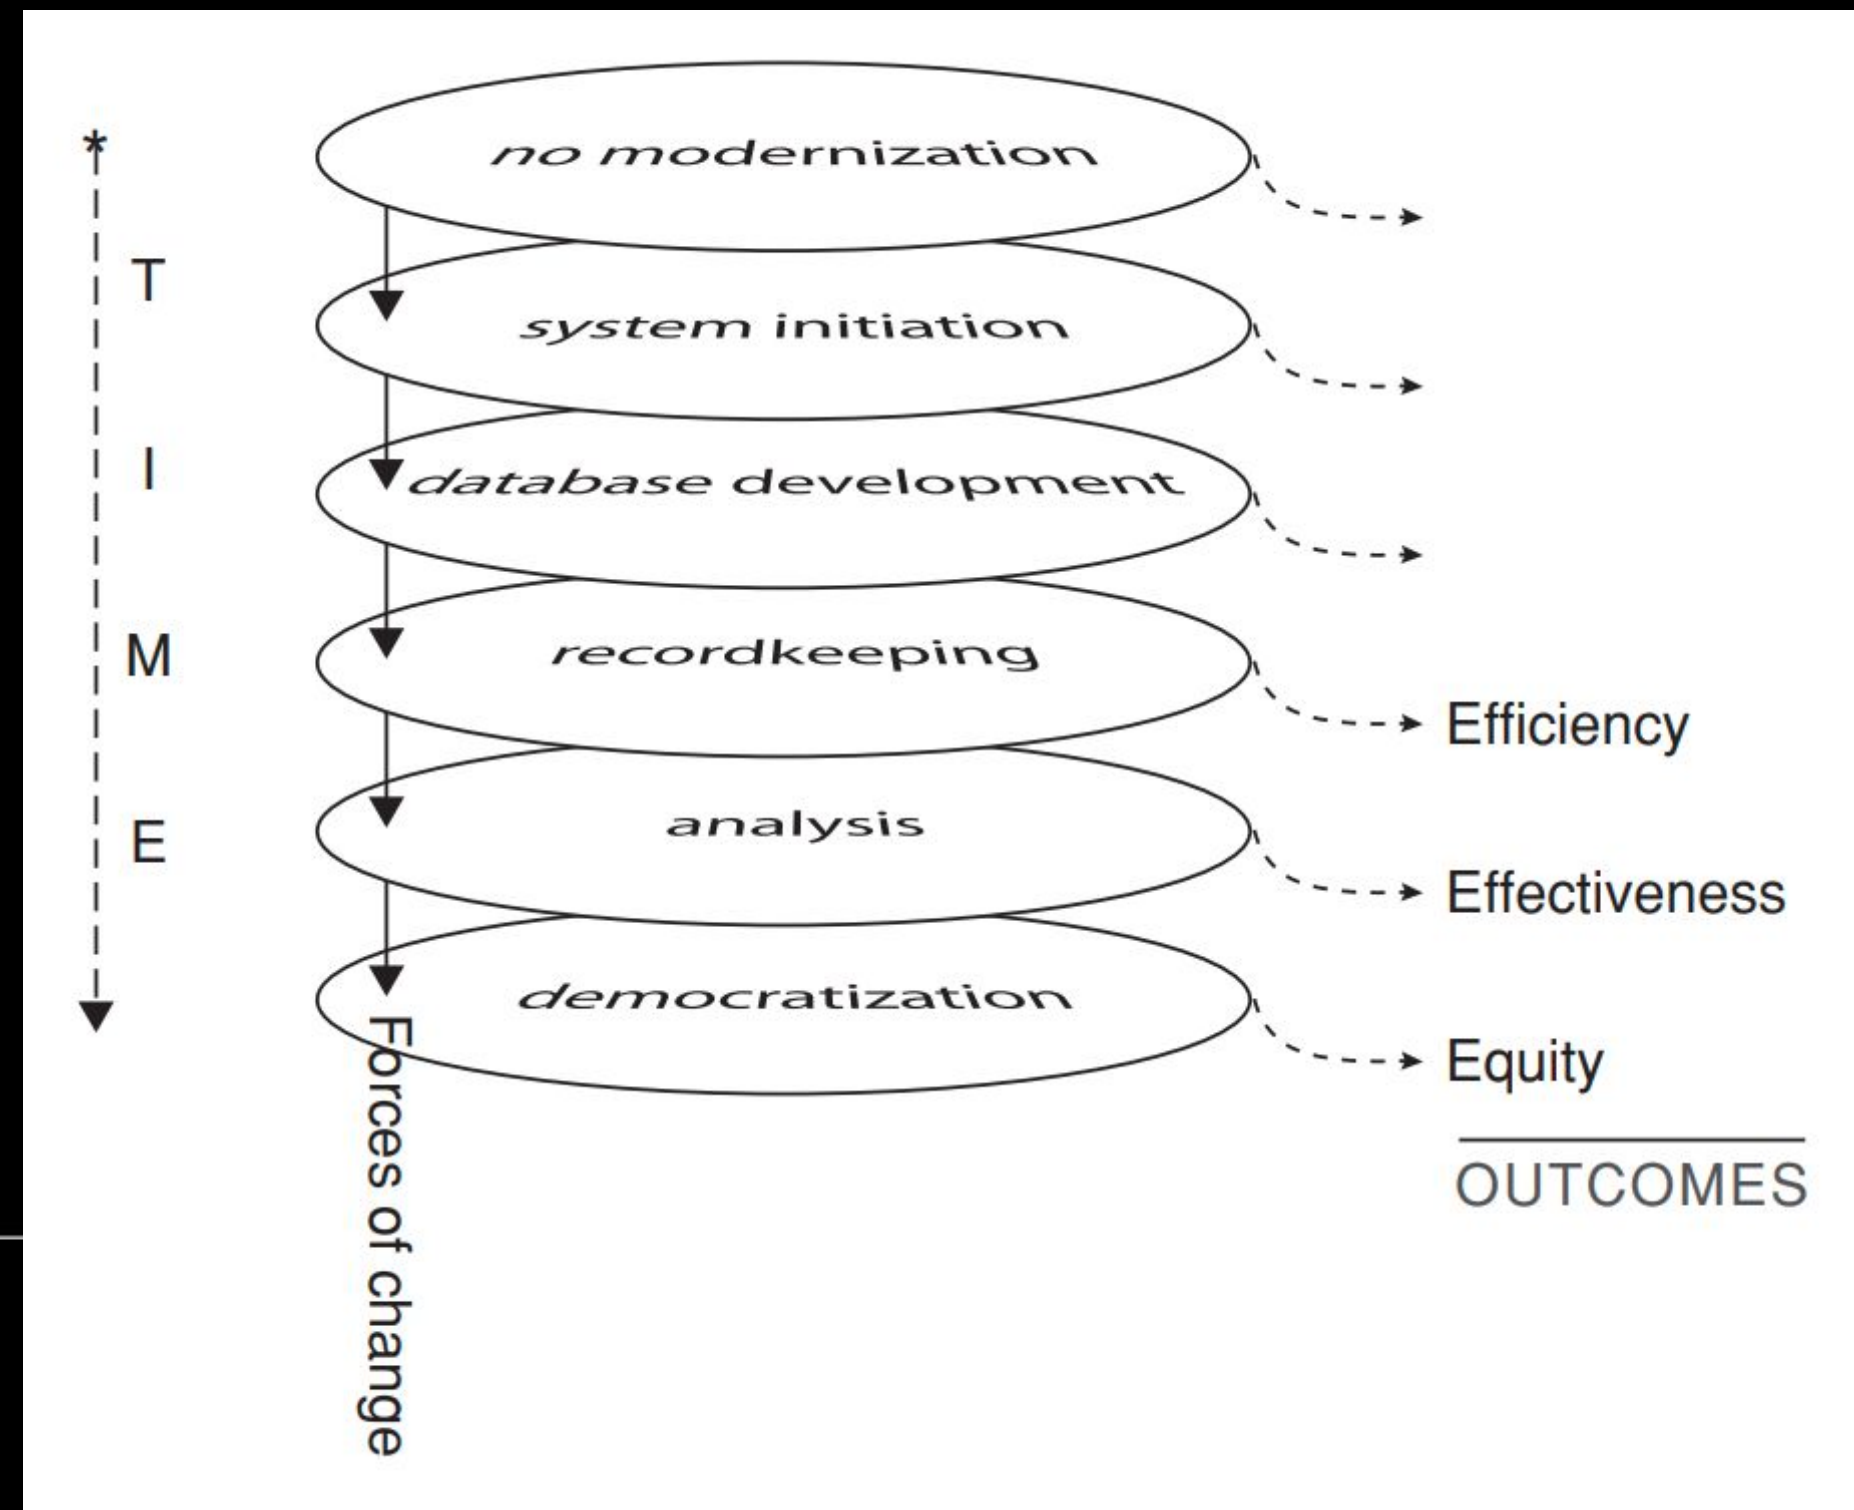 *
T
I
M
E
no modernization
system initiation
database development
recordkeeping
analysis
democratization
Forces of change
Efficiency
Effectiveness
Equity
OUTCOMES